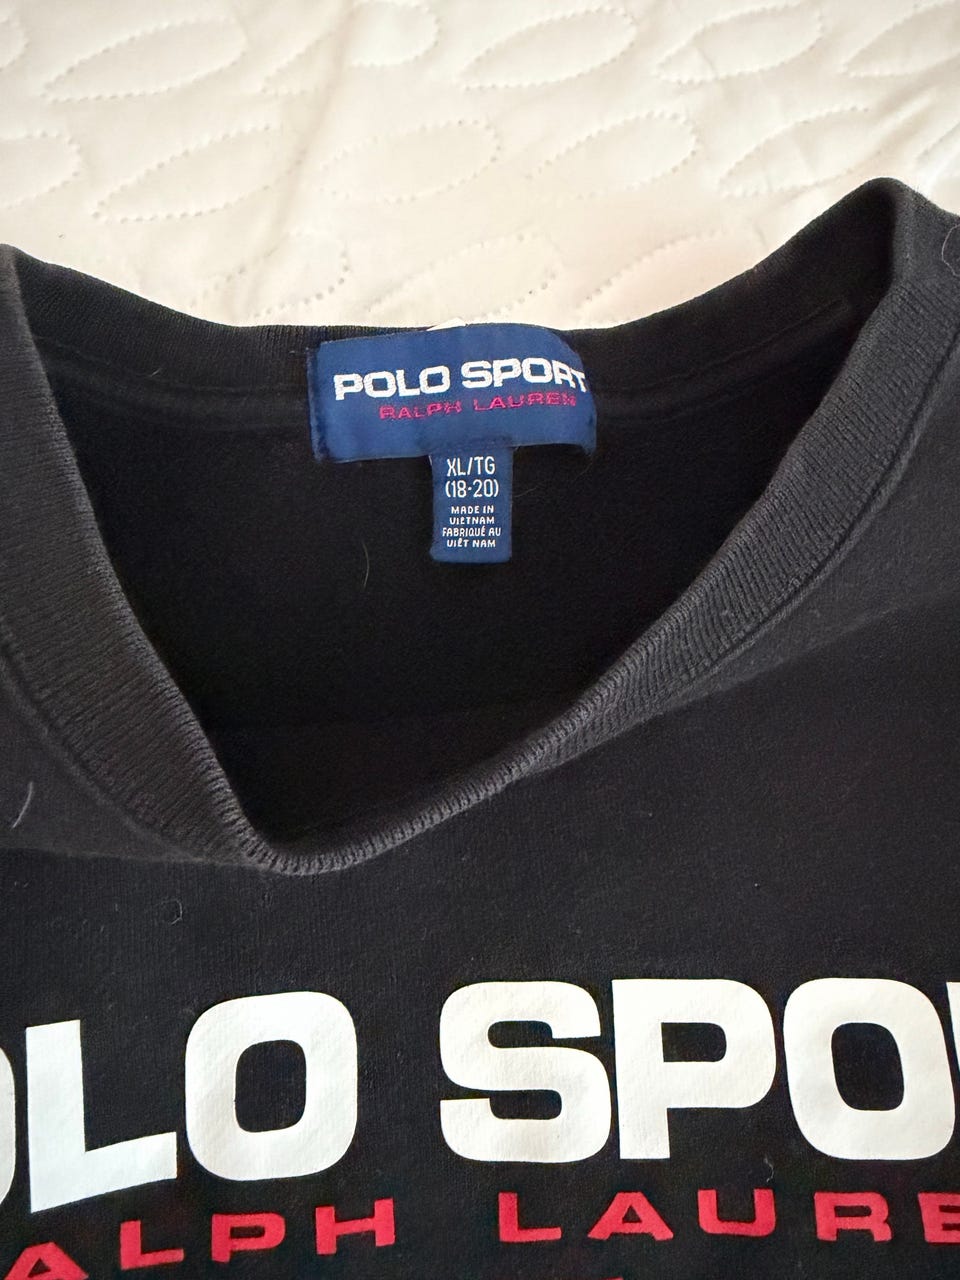 POLO SPORT
RALPH LAUREN
XL/TG
(18-20)
MADE IN
VIETNAM
FABRIQUÉ AU
VIÊT NAM
OLO SPO
ALPH LAURE